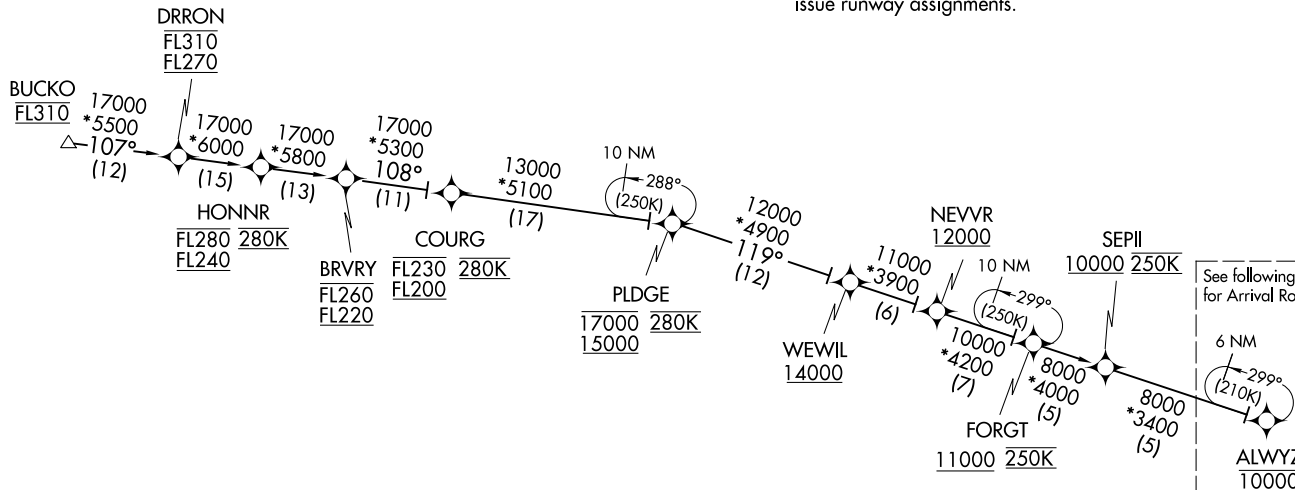 issue runway assignments.
DRRON
FL310
FL270
BUCKO
FL310
17000
*5500
107°
(12)
17000
*6000
(15)
HONNR
FL280 280K
FL240
17000
*5800
(13)
BRVRY
FL260
FL220
17000
*5300
108°
(11)
COURG
FL230 280K
FL200
13000
*5100
(17)
10 NM
288°
(250K)
PLDGE
17000 280K
15000
12000
*4900
119°
(12)
WEWIL
14000
11000
*3900
(6)
NEVVR
12000
10000
*4200
(7)
10 NM
299°
(250K)
FORGT
11000 250K
8000
*4000
(5)
SEPII
10000 250K
8000
*3400
(5)
See following
for Arrival Ro
6 NM
299°
(210K)
ALWYZ
10000